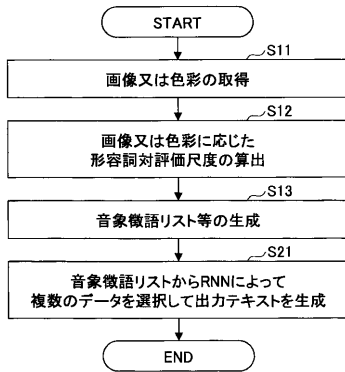 START
S11
画像又は色彩の取得
S12
画像又は色彩に応じた
形容詞対評価尺度の算出
S13
音象徴語リスト等の生成
S21
音象徴語リストからRNNによって
複数のデータを選択して出力テキストを生成
END